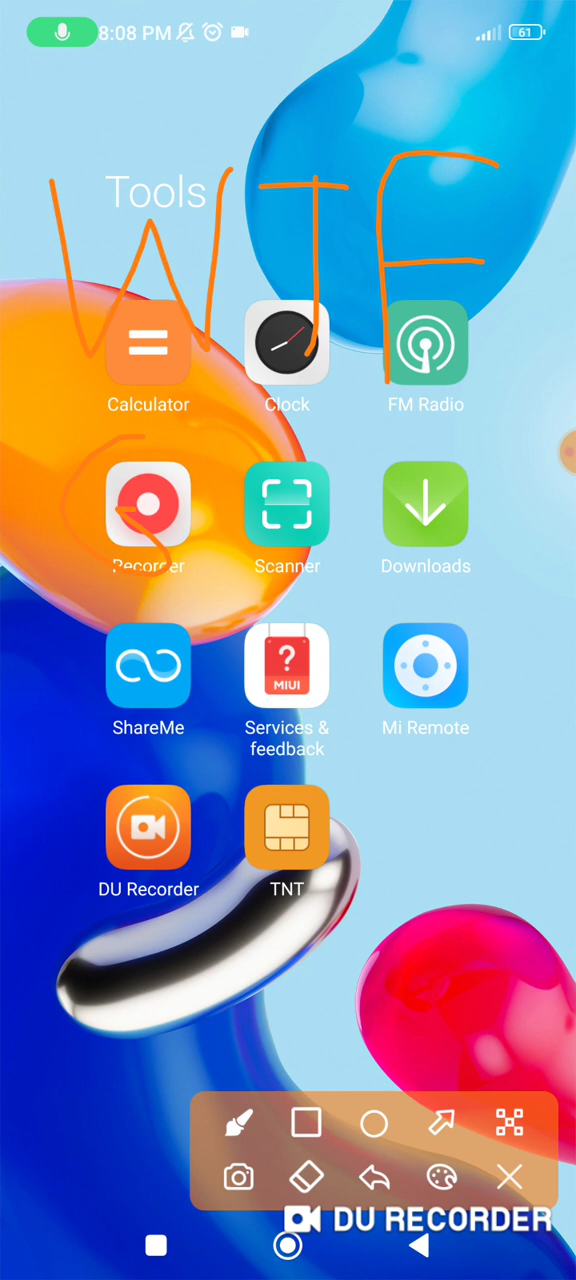 8:08 PM
61
Tools
WTF
Calculator Clock FM Radio
G
Recorder Scanner Downloads
MIUI
ShareMe Services & feedback Mi Remote
DU Recorder TNT
DU RECORDER